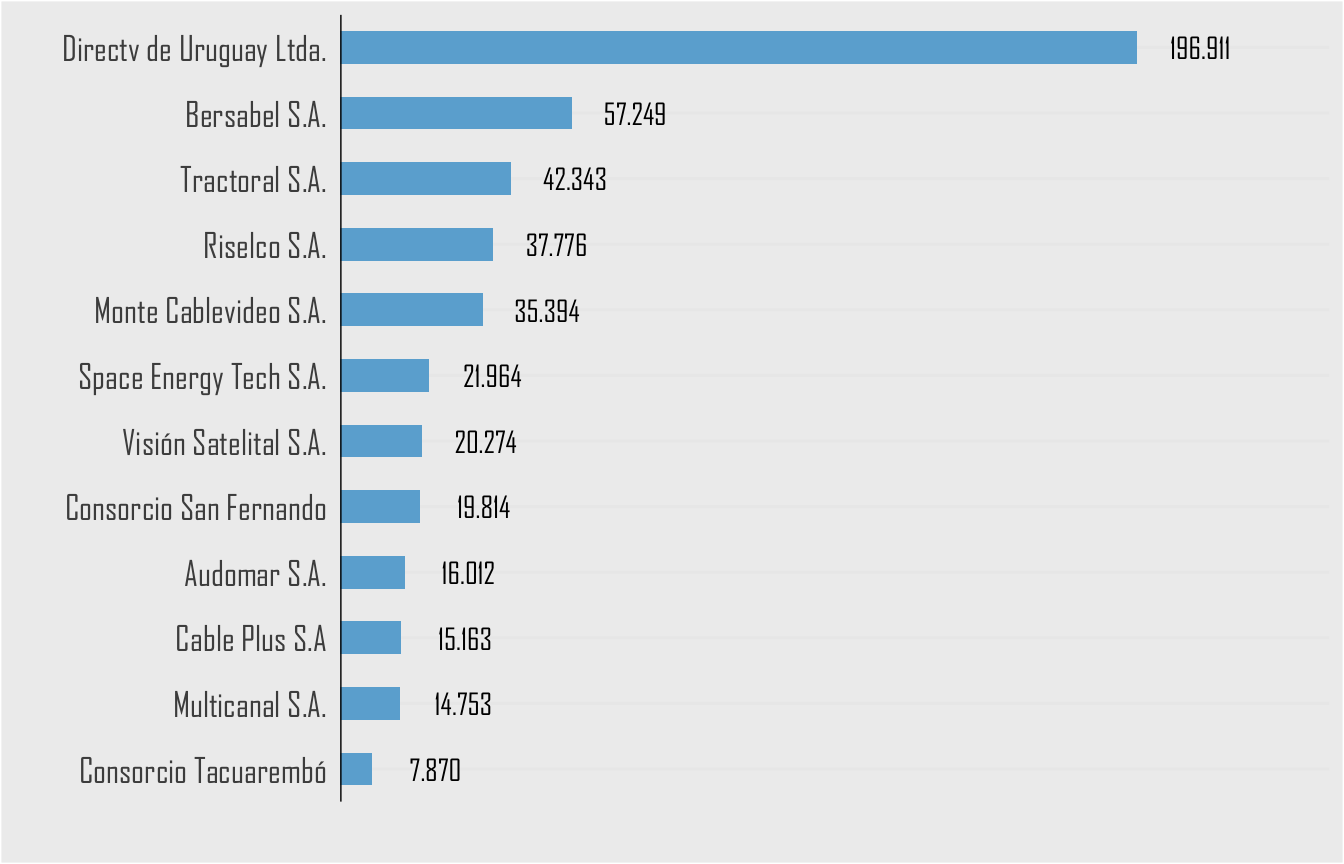 Directv de Uruguay Ltda. 196.911
Bersabel S.A. 57.249
Tractoral S.A. 42.343
Riselco S.A. 37.776
Monte Cablevideo S.A. 35.394
Space Energy Tech S.A. 21.964
Visión Satelital S.A. 20.274
Consorcio San Fernando 19.814
Audomar S.A. 16.012
Cable Plus S.A 15.163
Multicanal S.A. 14.753
Consorcio Tacuarembó 7.870